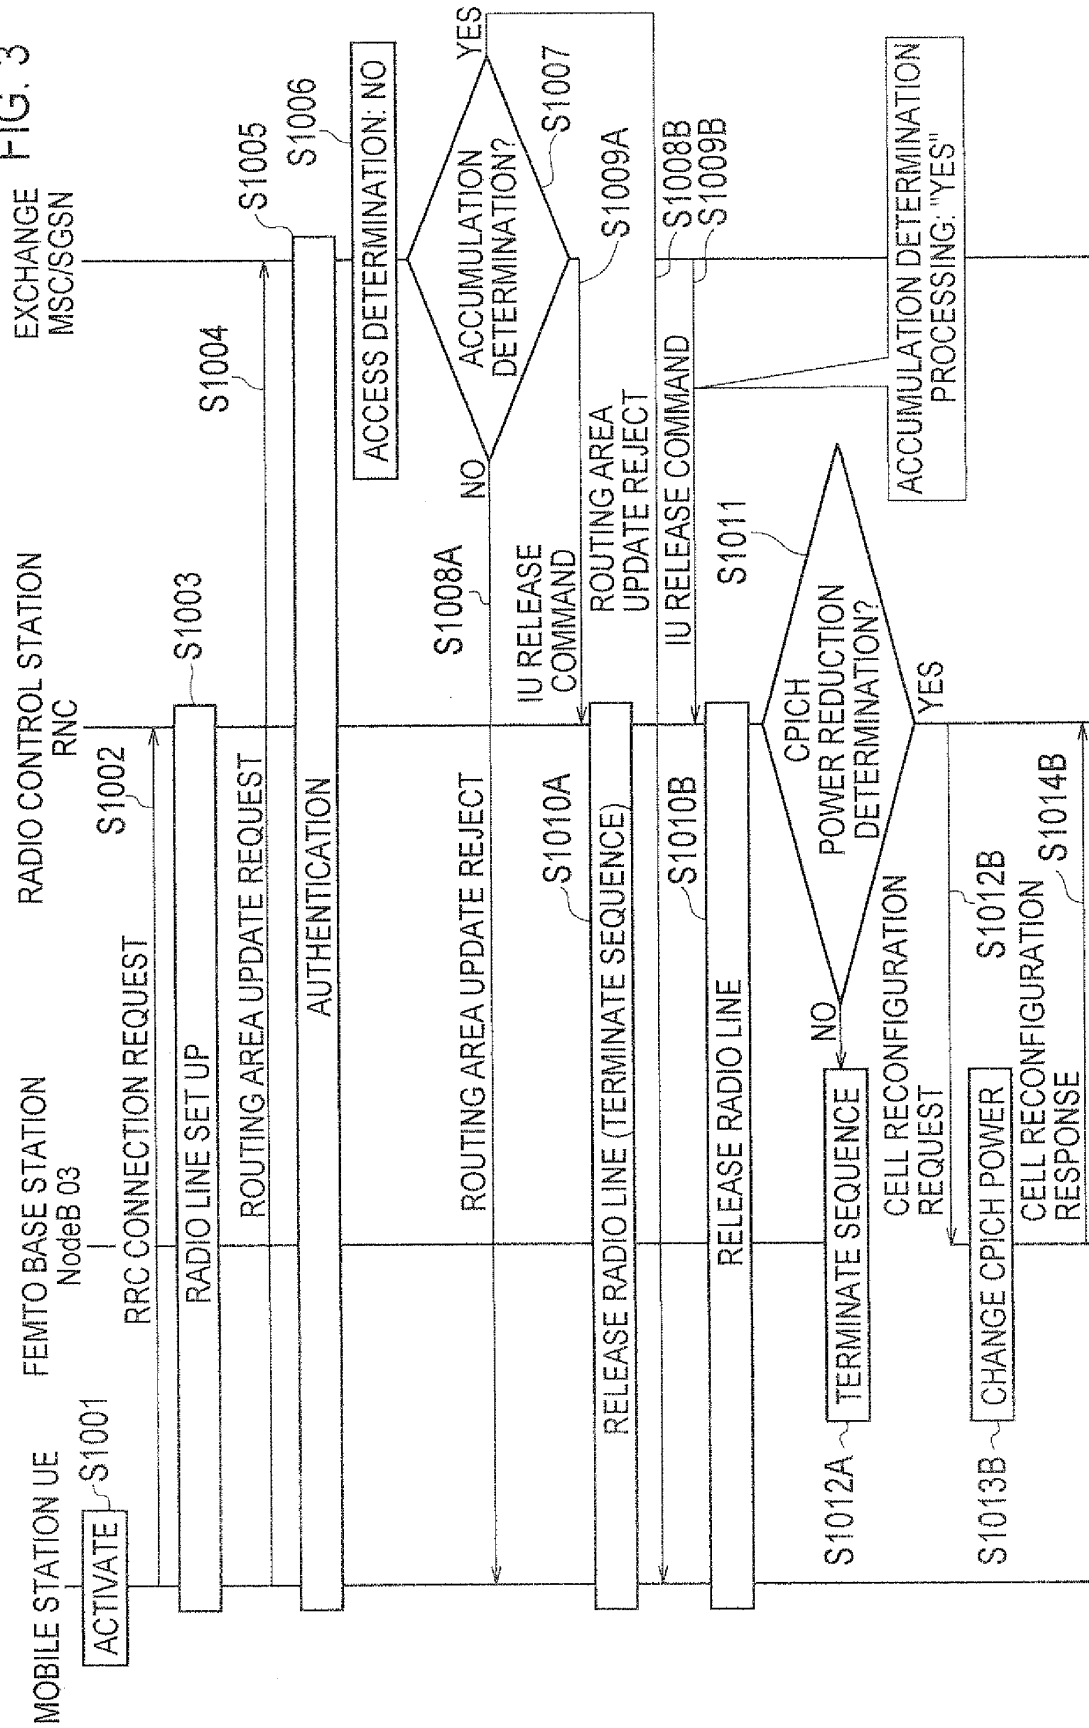 FIG. 3
MOBILE STATION UE
FEMTO BASE STATION
NodeB 03
RADIO CONTROL STATION
RNC
EXCHANGE
MSC/SGSN
ACTIVATE
S1001
RRC CONNECTION REQUEST
S1002
RADIO LINE SET UP
S1003
ROUTING AREA UPDATE REQUEST
S1004
AUTHENTICATION
S1005
ACCESS DETERMINATION: NO
S1006
ACCUMULATION
DETERMINATION?
S1007
YES
NO
S1008A
ROUTING AREA UPDATE REJECT
IU RELEASE
COMMAND
S1009A
RELEASE RADIO LINE (TERMINATE SEQUENCE)
S1010A
ROUTING AREA
UPDATE REJECT
S1008B
IU RELEASE COMMAND
S1009B
RELEASE RADIO LINE
S1010B
ACCUMULATION DETERMINATION
PROCESSING: "YES"
CPICH
POWER REDUCTION
DETERMINATION?
S1011
NO
YES
TERMINATE SEQUENCE
S1012A
CELL RECONFIGURATION
REQUEST
S1012B
CHANGE CPICH POWER
S1013B
CELL RECONFIGURATION
RESPONSE
S1014B